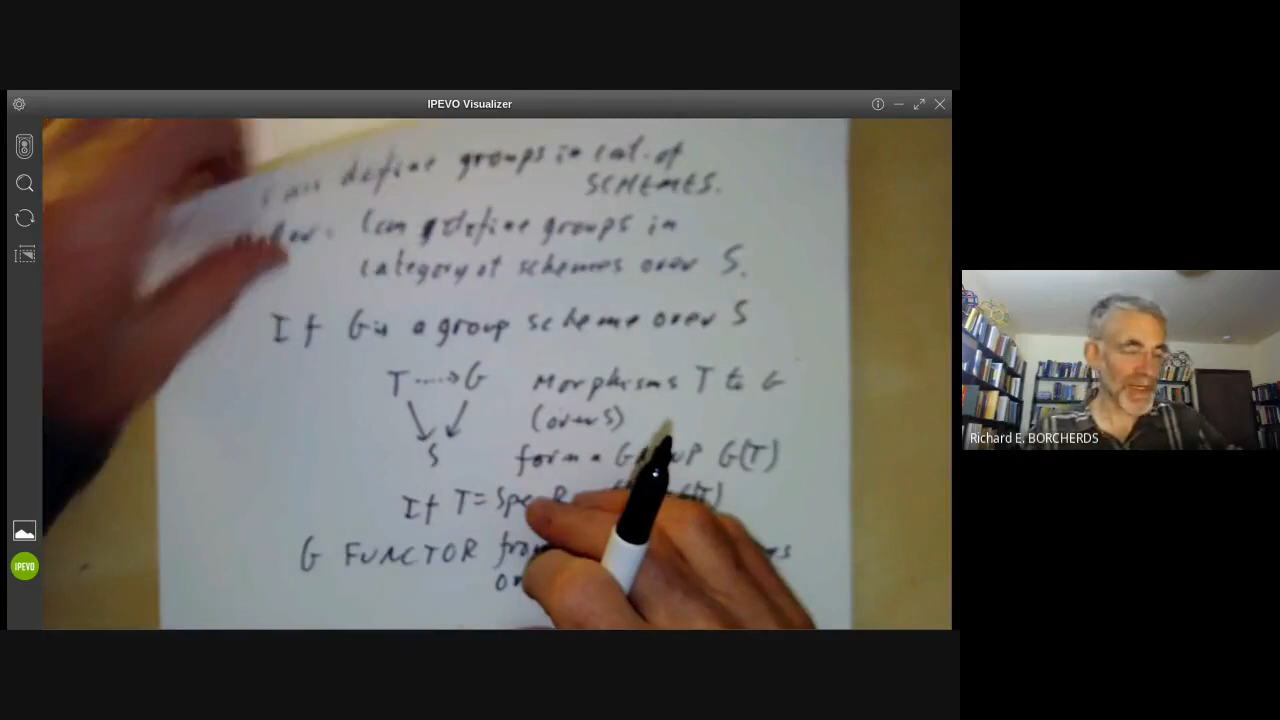 IPEVO Visualizer
define groups in cat. of
SCHEMES.
Can define groups in
category of schemes over S.
If G is a group scheme over S
T G Morphisms T to G
(over S)
S form a Group G(T)
If T = Spec R G(T)
G FUNCTOR from
IPEVO
Richard E. BORCHERDS